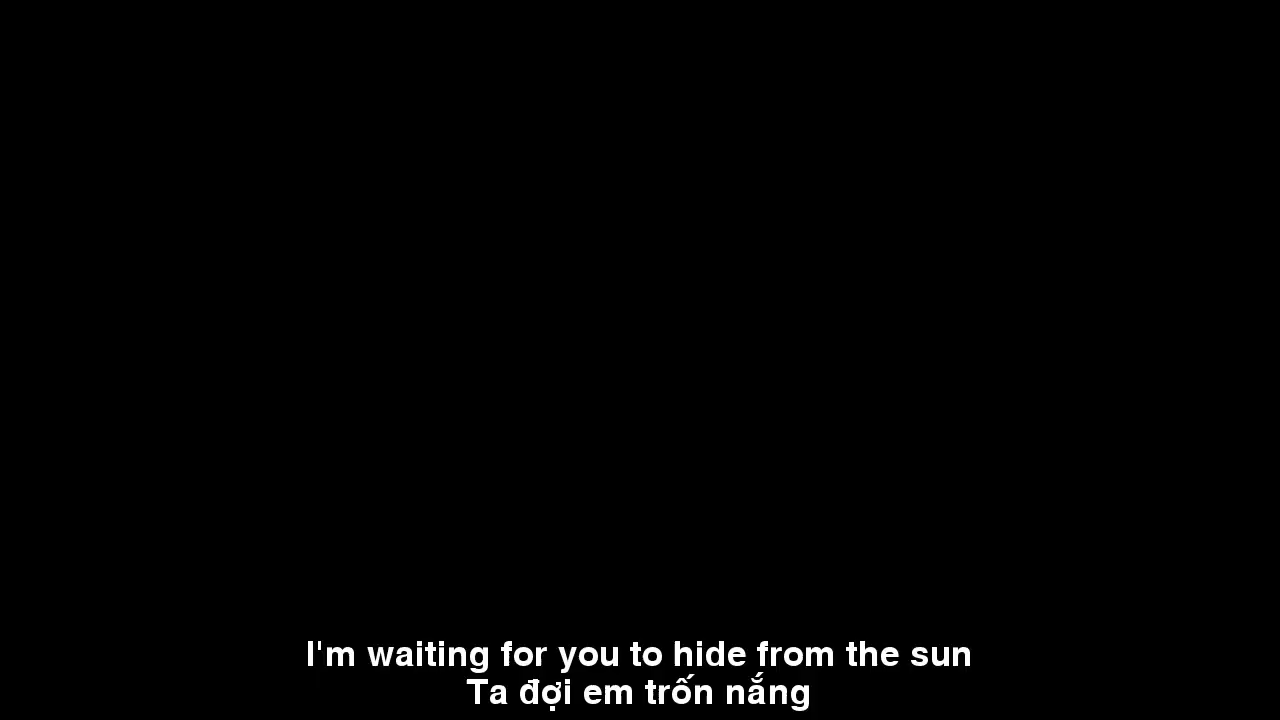 I'm waiting for you to hide from the sun
Ta đợi em trốn nắng